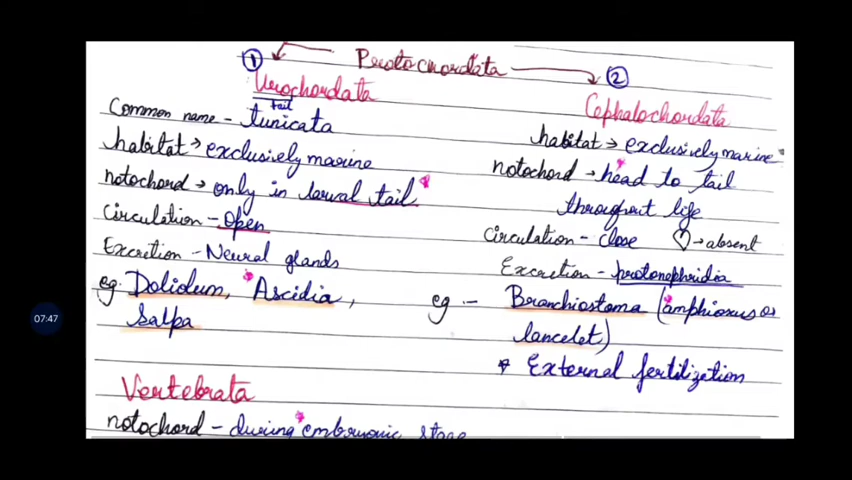 Protochordata
① Urochordata
tail
Common name - tunicata
habitat → exclusively marine
notochord → only in larval tail
Circulation - open
Excretion - Neural glands
eg. Doliolum, Ascidia,
Salpa
② Cephalochordata
habitat → exclusively marine
notochord → head to tail
throughout life
Circulation - close ♡ → absent
Excretion - protonephridia
eg - Branchiostoma (amphioxus or
lancelet)
* External fertilization
Vertebrata
notochord - during embryonic stage
07:47